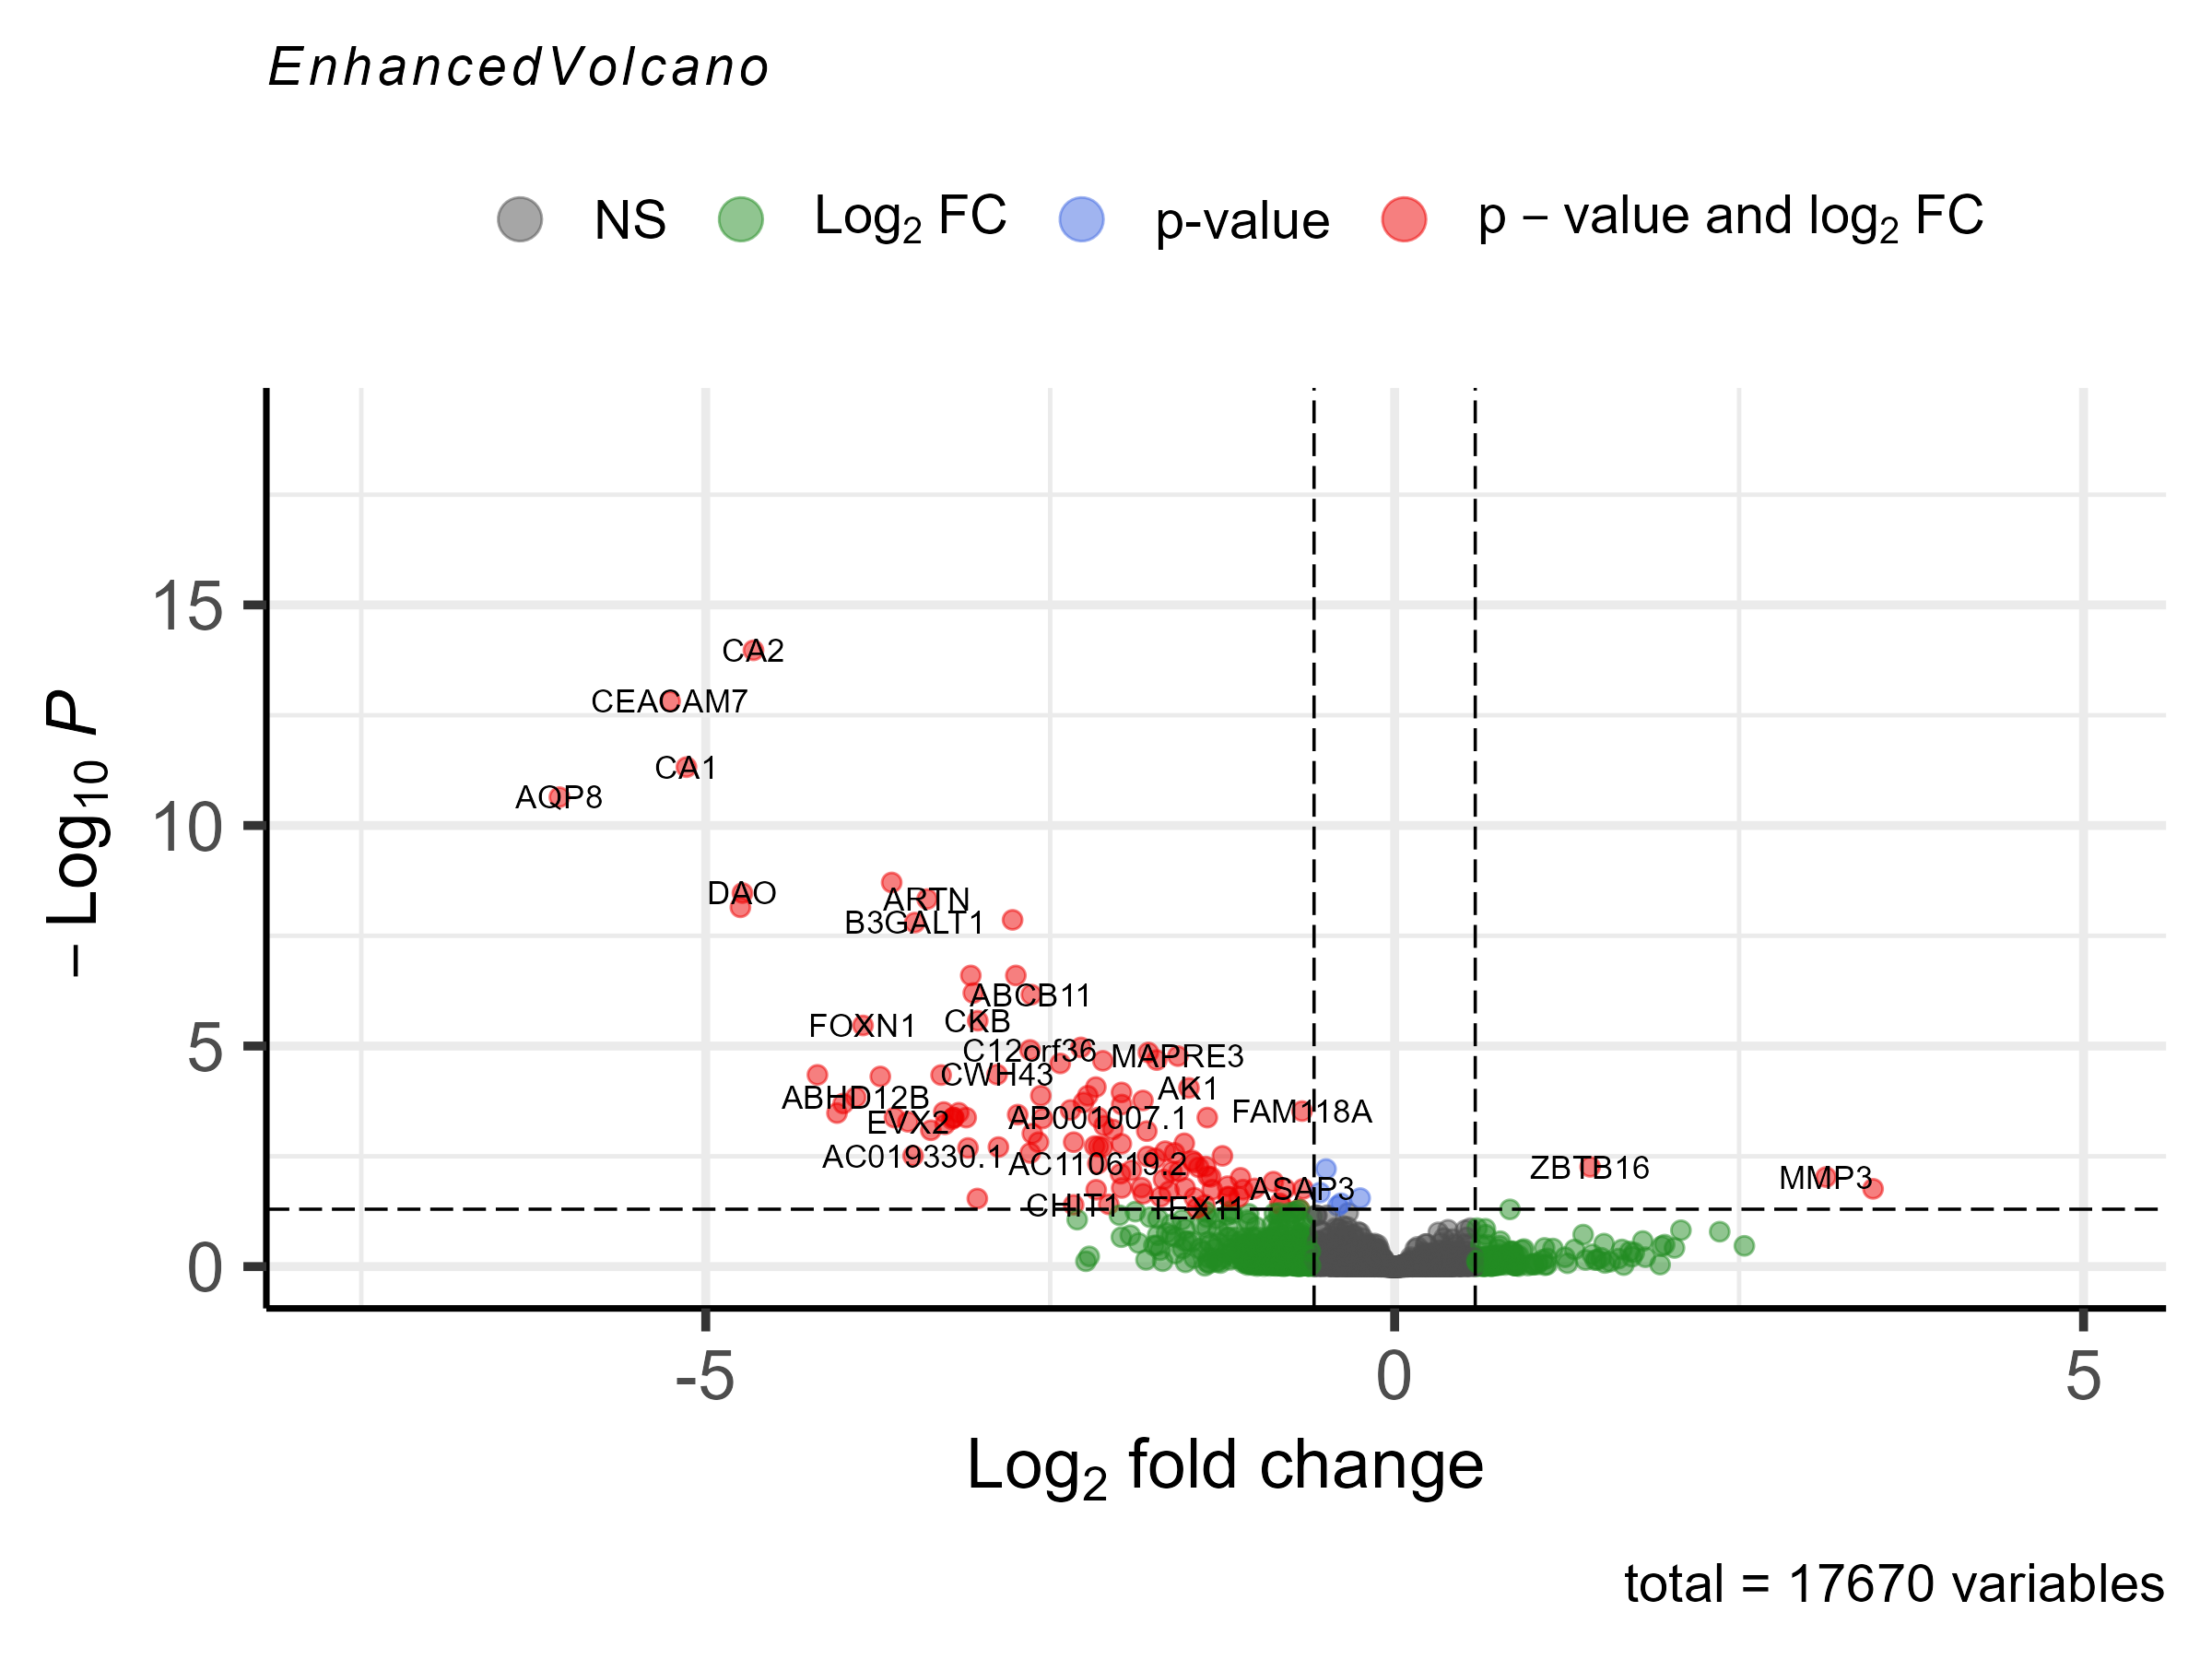 EnhancedVolcano
NS Log₂ FC p-value p – value and log₂ FC
– Log₁₀ P
15
10
5
0
CA2
CEACAM7
CA1
AQP8
DAO
ARTN
B3GALT1
ABCB11
CKB
FOXN1
C12orf36
MAPRE3
CWH43
AK1
ABHD12B
FAM118A
AP001007.1
EVX2
AC019330.1
AC110619.2
ZBTB16
MMP3
ASAP3
CHIT1
TEX11
-5 0 5
Log₂ fold change
total = 17670 variables